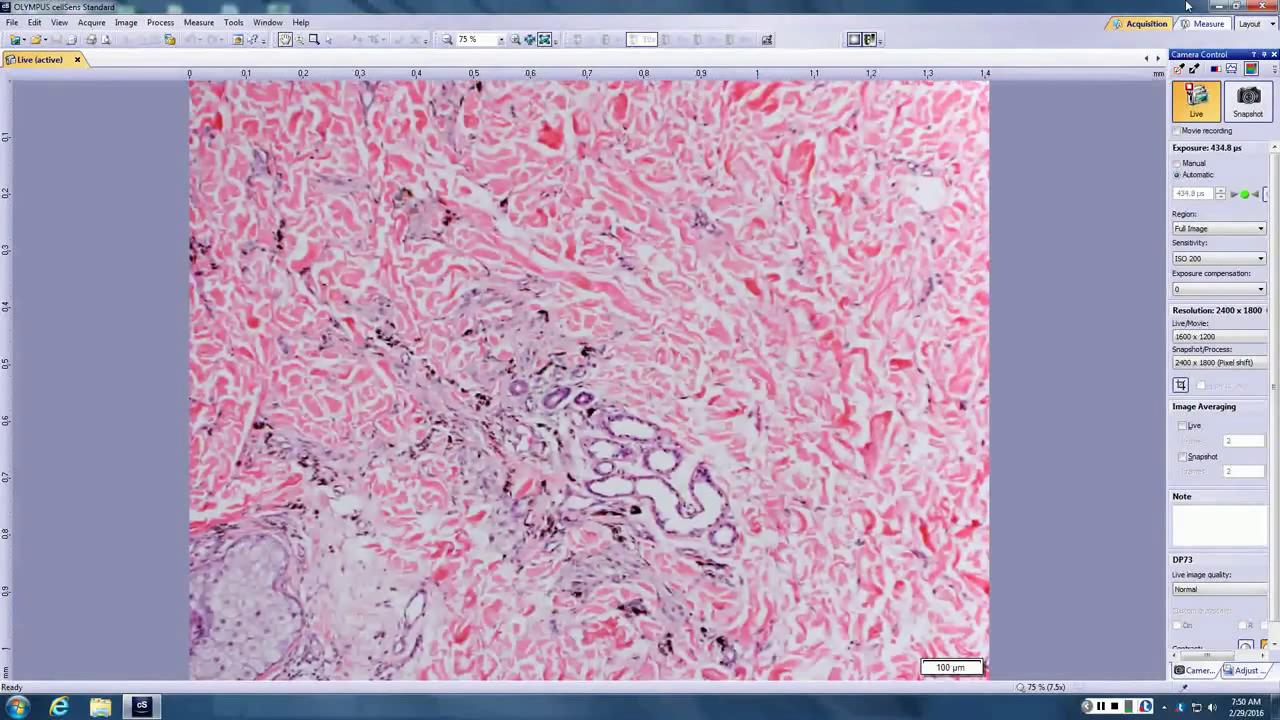 OLYMPUS cellSens Standard
File Edit View Acquire Image Process Measure Tools Window Help
Acquisition Measure Layout
75 %
Live (active)
Camera Control
0 0,1 0,2 0,3 0,4 0,5 0,6 0,7 0,8 0,9 1 1,1 1,2 1,3 1,4 mm
Live Snapshot
Movie recording
Exposure: 434.8 µs
Manual
Automatic
434.8 µs
Region:
Full Image
Sensitivity:
ISO 200
Exposure compensation:
0
Resolution: 2400 x 1800
Live/Movie:
1600 x 1200
Snapshot/Process:
2400 x 1800 (Pixel shift)
Image Averaging
Live
2
Snapshot
2
Note
DP73
Live image quality:
Normal
0,1
0,2
0,3
0,4
0,5
0,6
0,7
0,8
0,9
1
mm
100 µm
Camer... Adjust ...
Ready
75 % (7.5x)
7:50 AM
2/29/2016